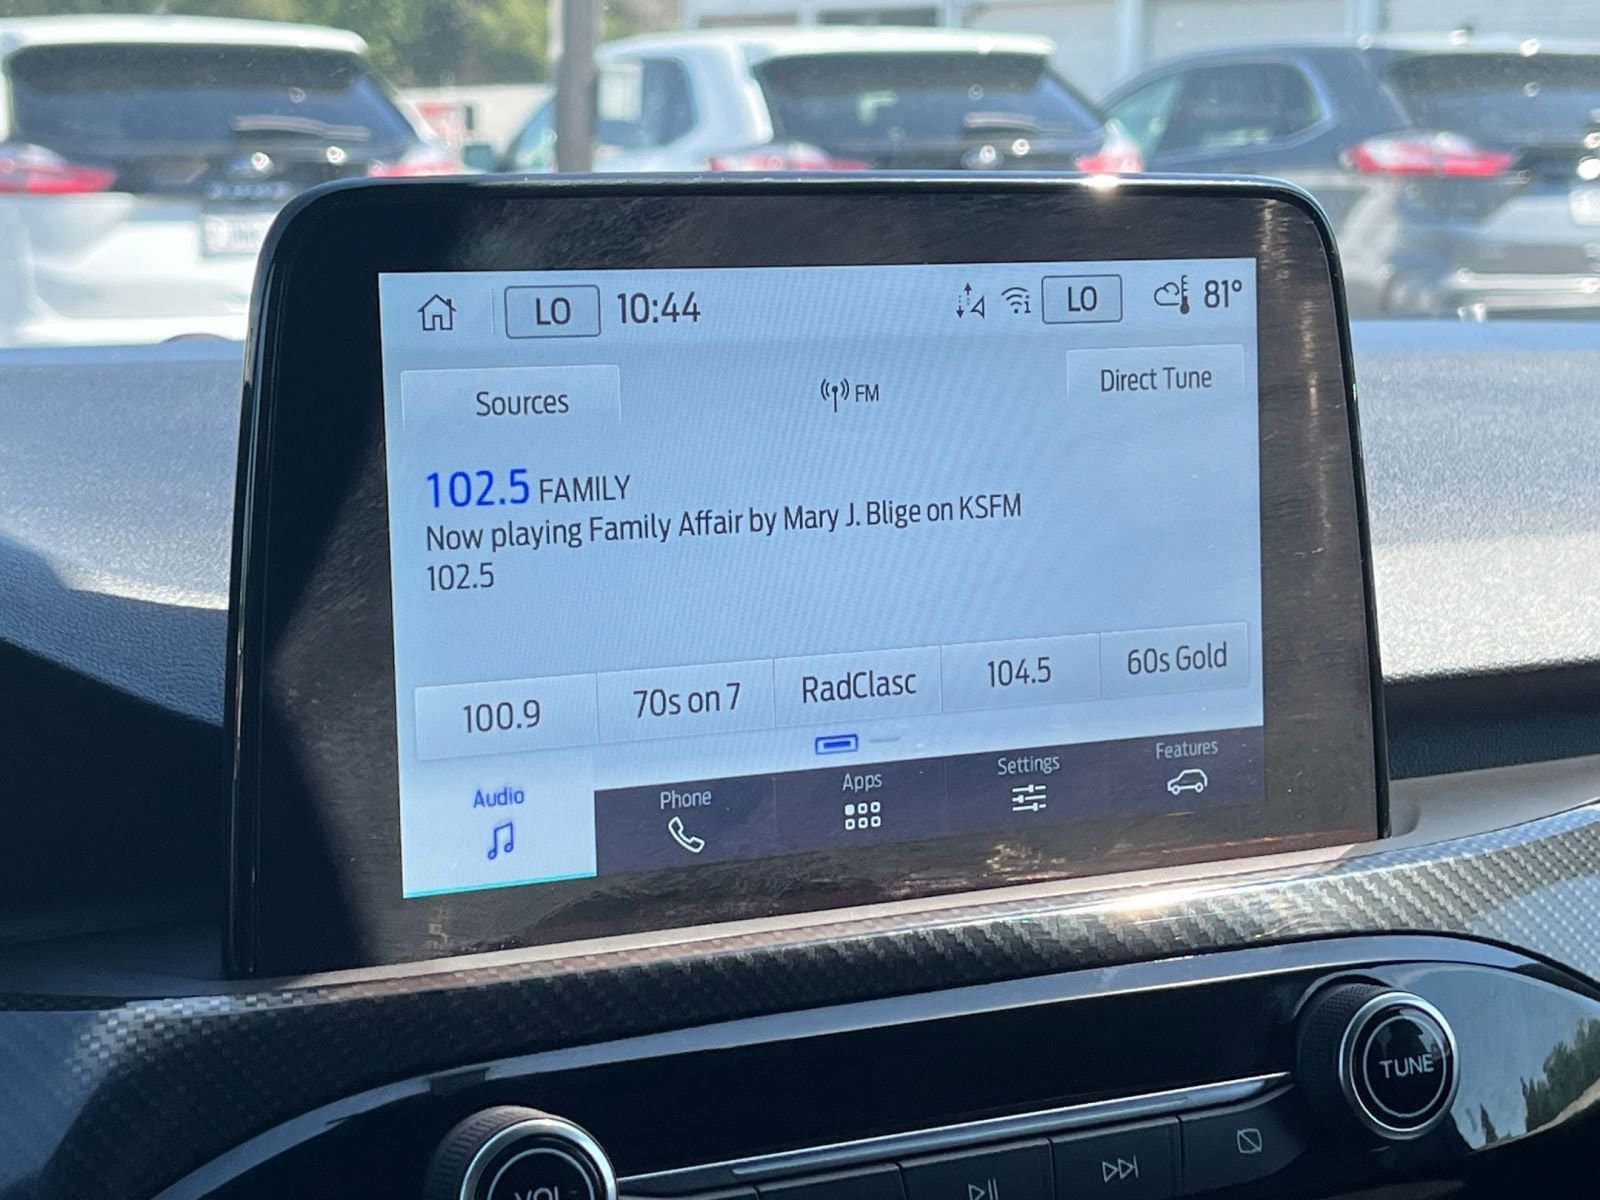 LO 10:44 LO 81°
Sources FM Direct Tune
102.5 FAMILY
Now playing Family Affair by Mary J. Blige on KSFM
102.5
100.9 70s on 7 RadClasc 104.5 60s Gold
Audio Phone Apps Settings Features
TUNE
VOL